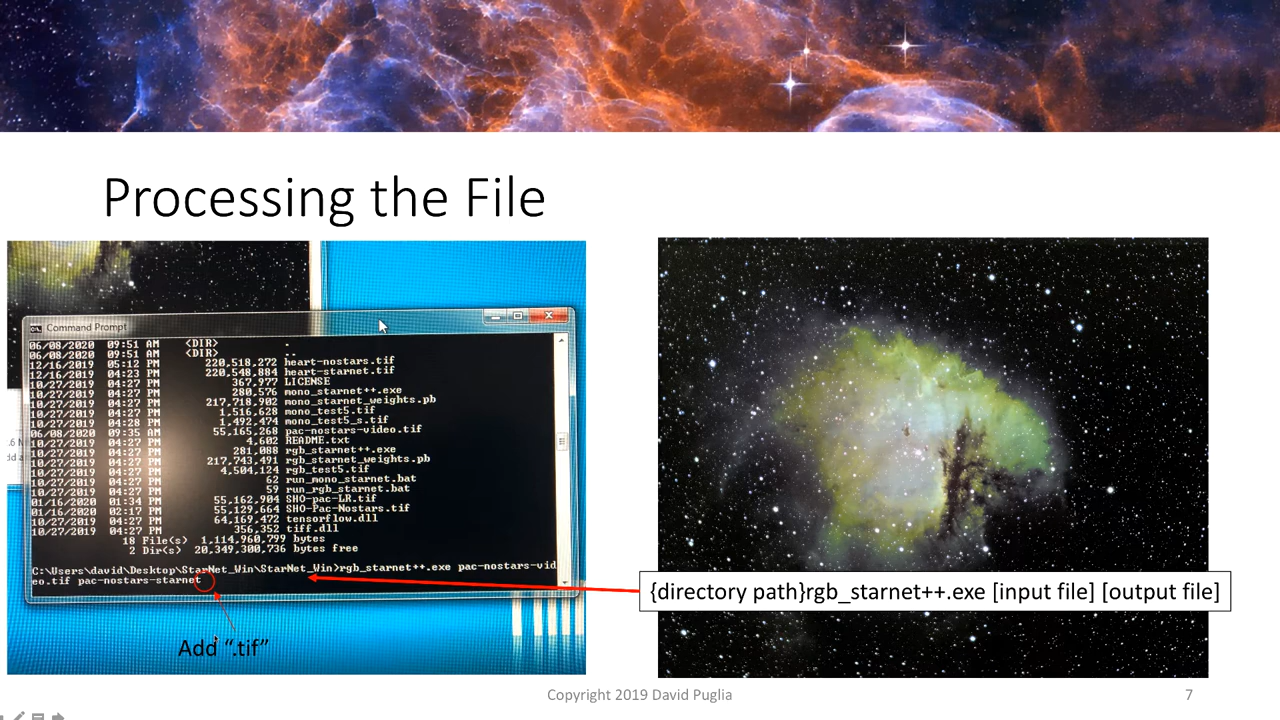 Processing the File
Command Prompt
06/08/2020 09:51 AM <DIR> .
06/08/2020 09:51 AM <DIR> ..
12/16/2019 05:12 PM 220,518,272 heart-nostars.tif
12/16/2019 04:23 PM 220,548,884 heart-starnet.tif
10/27/2019 04:27 PM 367,977 LICENSE
10/27/2019 04:27 PM 280,576 mono_starnet++.exe
10/27/2019 04:27 PM 217,718,902 mono_starnet_weights.pb
10/27/2019 04:27 PM 1,516,628 mono_test5.tif
10/27/2019 04:28 PM 1,492,474 mono_test5_s.tif
06/08/2020 09:35 AM 55,165,268 pac-nostars-video.tif
10/27/2019 04:27 PM 4,602 README.txt
10/27/2019 04:27 PM 281,088 rgb_starnet++.exe
10/27/2019 04:27 PM 217,743,491 rgb_starnet_weights.pb
10/27/2019 04:27 PM 4,504,124 rgb_test5.tif
10/27/2019 04:27 PM 62 run_mono_starnet.bat
10/27/2019 04:27 PM 59 run_rgb_starnet.bat
01/16/2020 01:34 PM 55,162,904 SHO-pac-LR.tif
01/16/2020 02:17 PM 55,129,664 SHO-Pac-Nostars.tif
10/27/2019 04:27 PM 64,169,472 tensorflow.dll
10/27/2019 04:27 PM 356,352 tiff.dll
18 File(s) 1,114,960,799 bytes
2 Dir(s) 20,349,300,736 bytes free
C:\Users\david\Desktop\StarNet_Win\StarNet_Win>rgb_starnet++.exe pac-nostars-vid
eo.tif pac-nostars-starnet
{directory path}rgb_starnet++.exe [input file] [output file]
Add “.tif”
Copyright 2019 David Puglia
7